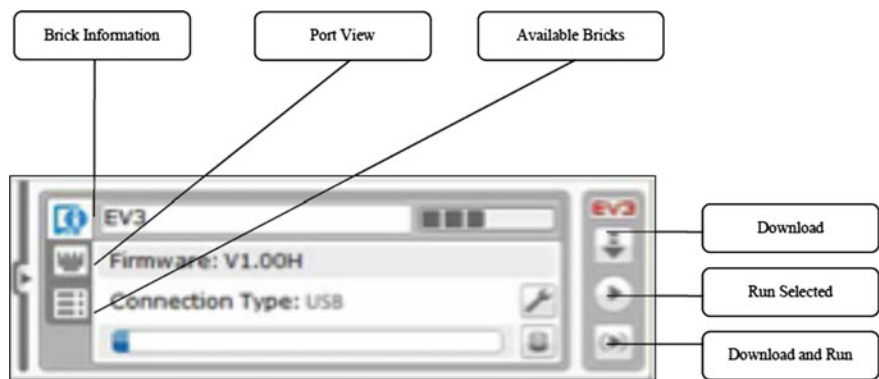 Brick Information
Port View
Available Bricks
EV3
EV3
Firmware: V1.00H
Connection Type: USB
Download
Run Selected
Download and Run